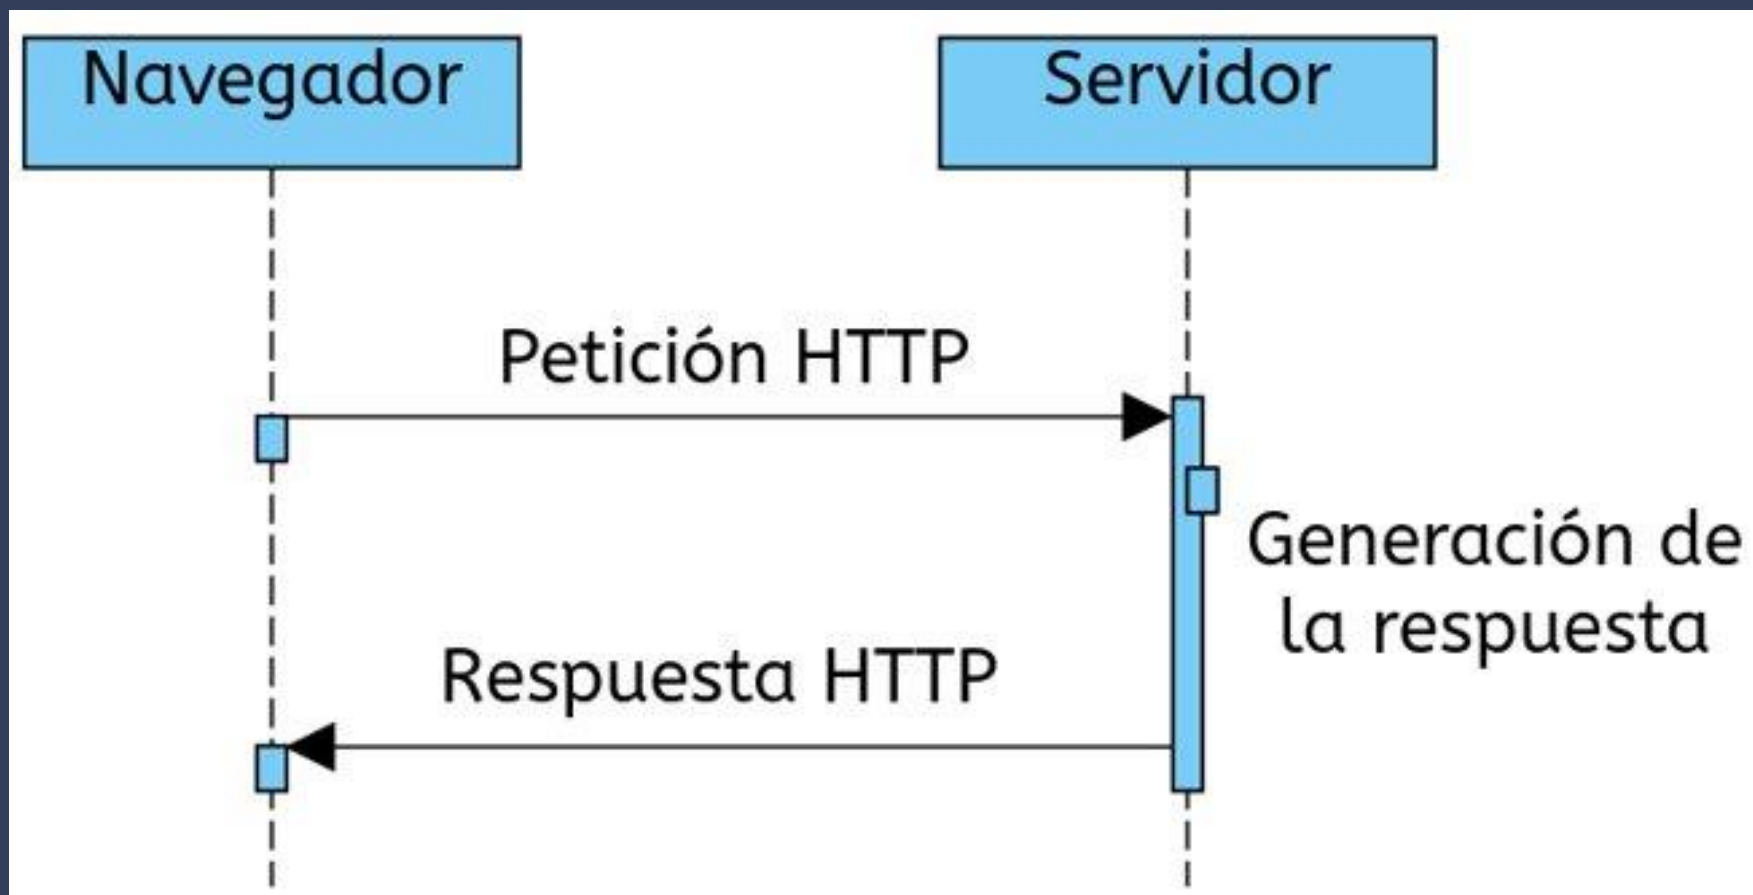 Navegador
Servidor
Petición HTTP
Generación de
la respuesta
Respuesta HTTP